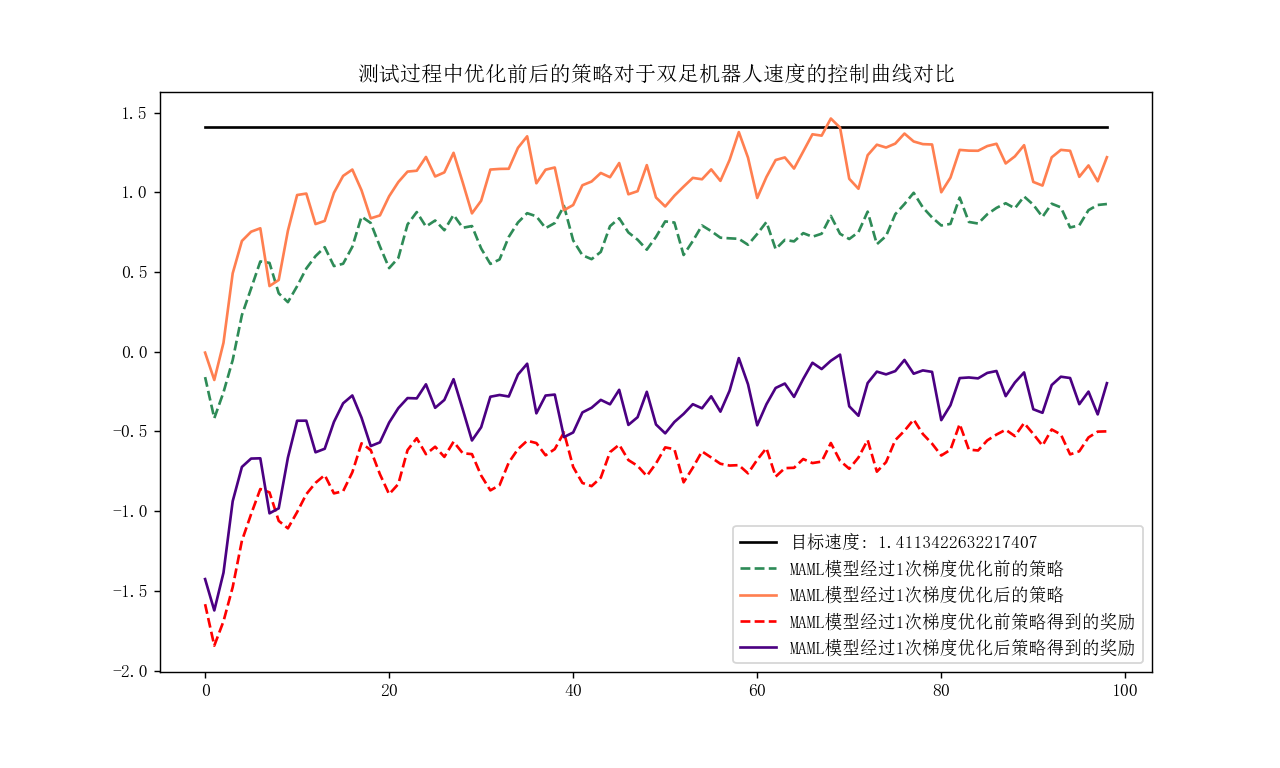 测试过程中优化前后的策略对于双足机器人速度的控制曲线对比
1.5
1.0
0.5
0.0
−0.5
−1.0
−1.5
−2.0
0 20 40 60 80 100
目标速度: 1.4113422632217407
MAML模型经过1次梯度优化前的策略
MAML模型经过1次梯度优化后的策略
MAML模型经过1次梯度优化前策略得到的奖励
MAML模型经过1次梯度优化后策略得到的奖励